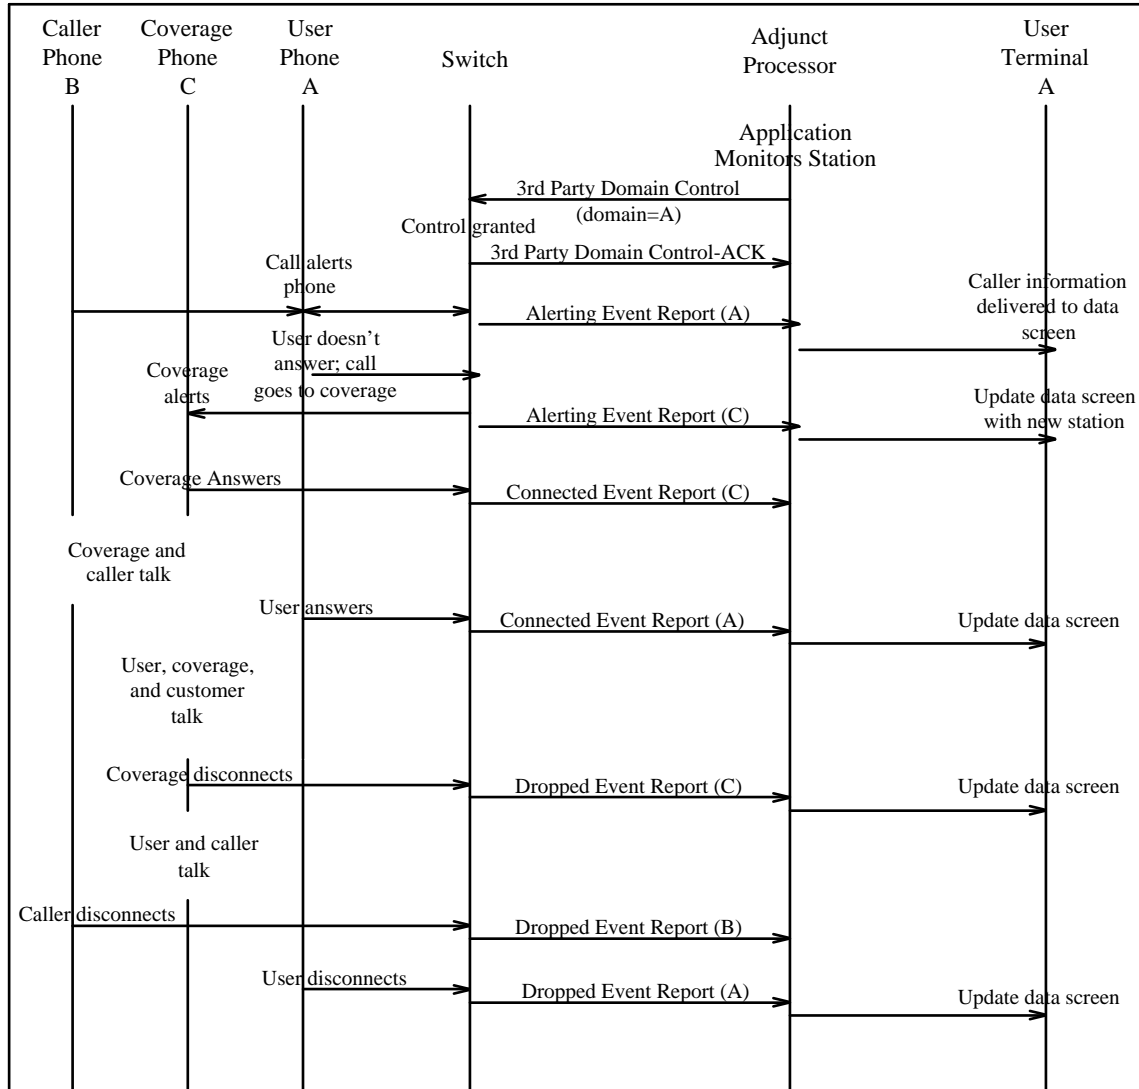 Caller
Phone
B
Coverage
Phone
C
User
Phone
A
Switch
Adjunct
Processor
User
Terminal
A
Application
Monitors Station
3rd Party Domain Control
(domain=A)
Control granted
3rd Party Domain Control-ACK
Call alerts
phone
Alerting Event Report (A)
Caller information
delivered to data
screen
User doesn’t
answer; call
goes to coverage
Coverage
alerts
Alerting Event Report (C)
Update data screen
with new station
Coverage Answers
Connected Event Report (C)
Coverage and
caller talk
User answers
Connected Event Report (A)
Update data screen
User, coverage,
and customer
talk
Coverage disconnects
Dropped Event Report (C)
Update data screen
User and caller
talk
Caller disconnects
Dropped Event Report (B)
User disconnects
Dropped Event Report (A)
Update data screen